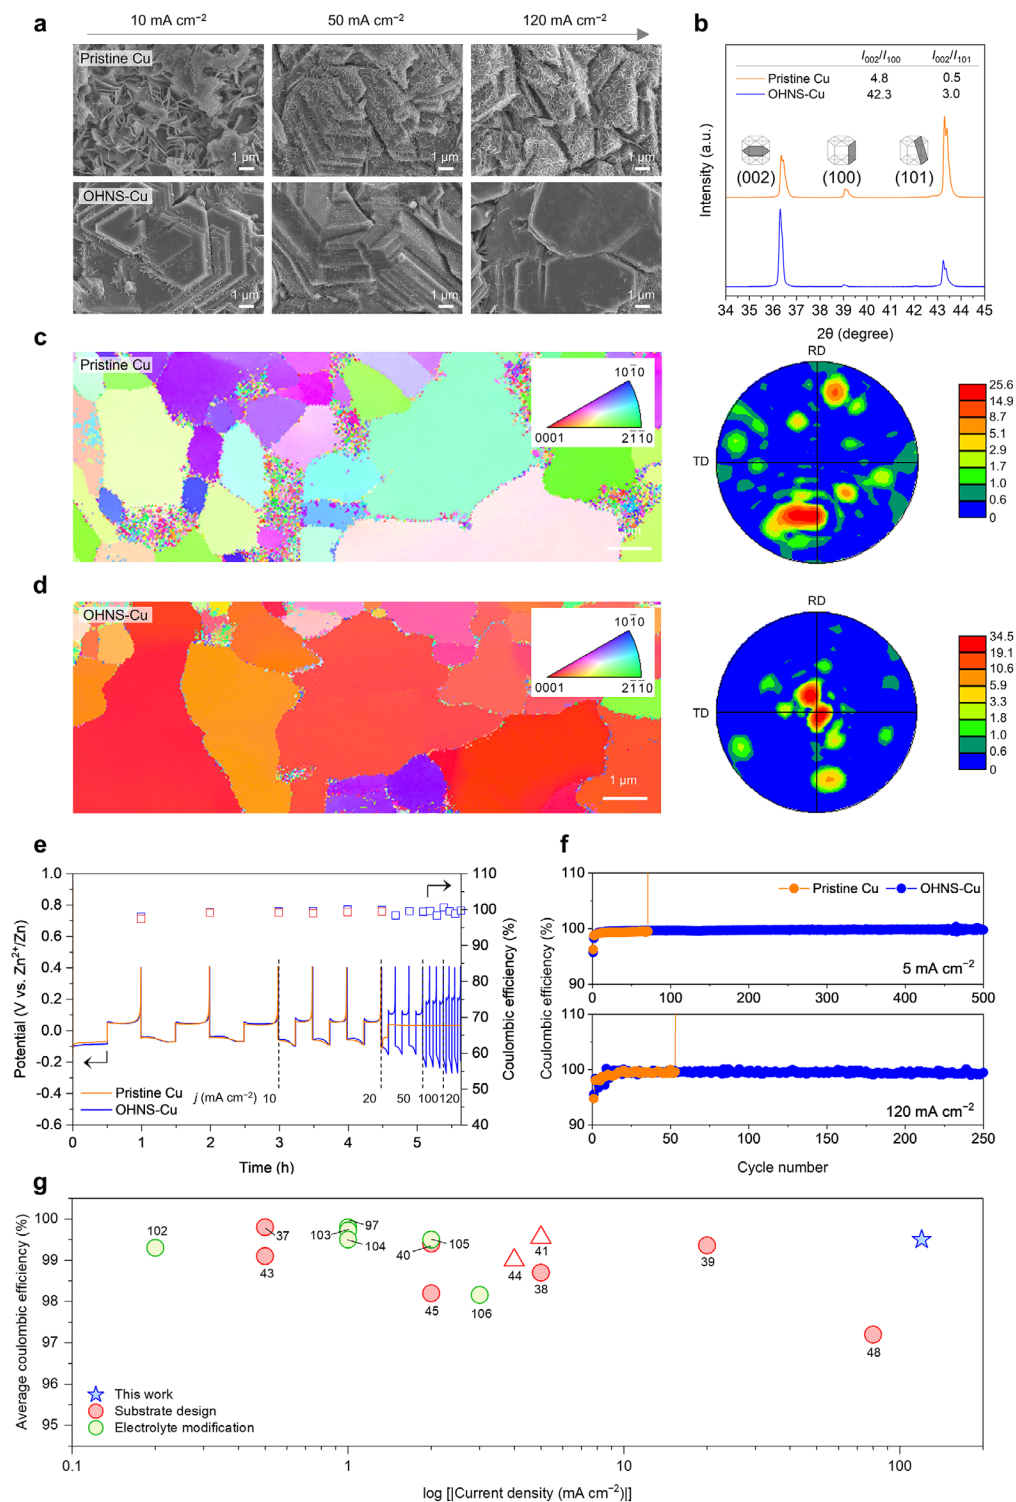 a
10 mA cm⁻²
50 mA cm⁻²
120 mA cm⁻²
Pristine Cu
1 µm
1 µm
1 µm
OHNS-Cu
1 µm
1 µm
1 µm
b
I₀₀₂/I₁₀₀ I₀₀₂/I₁₀₁
Pristine Cu 4.8 0.5
OHNS-Cu 42.3 3.0
(002) (100) (101)
Intensity (a.u.)
34 35 36 37 38 39 40 41 42 43 44 45
2θ (degree)
c
Pristine Cu
101̄0
0001 21̄1̄0
RD
TD
25.6
14.9
8.7
5.1
2.9
1.7
1.0
0.6
0
d
OHNS-Cu
101̄0
0001 21̄1̄0
1 µm
RD
TD
34.5
19.1
10.6
5.9
3.3
1.8
1.0
0.6
0
e
Potential (V vs. Zn²⁺/Zn)
1.0
0.8
0.6
0.4
0.2
0.0
-0.2
-0.4
-0.6
110
100
90
80
70
60
50
40
Coulombic efficiency (%)
Pristine Cu
OHNS-Cu
j (mA cm⁻²) 10 20 50 100 120
0 1 2 3 4 5
Time (h)
f
Coulombic efficiency (%)
110
100
90
Pristine Cu OHNS-Cu
5 mA cm⁻²
0 100 200 300 400 500
110
100
90
120 mA cm⁻²
0 50 100 150 200 250
Cycle number
g
Average coulombic efficiency (%)
100
99
98
97
96
95
102
37
43
97
103
104
40
105
45
106
41
44
38
39
48
This work
Substrate design
Electrolyte modification
0.1 1 10 100
log [|Current density (mA cm⁻²)|]